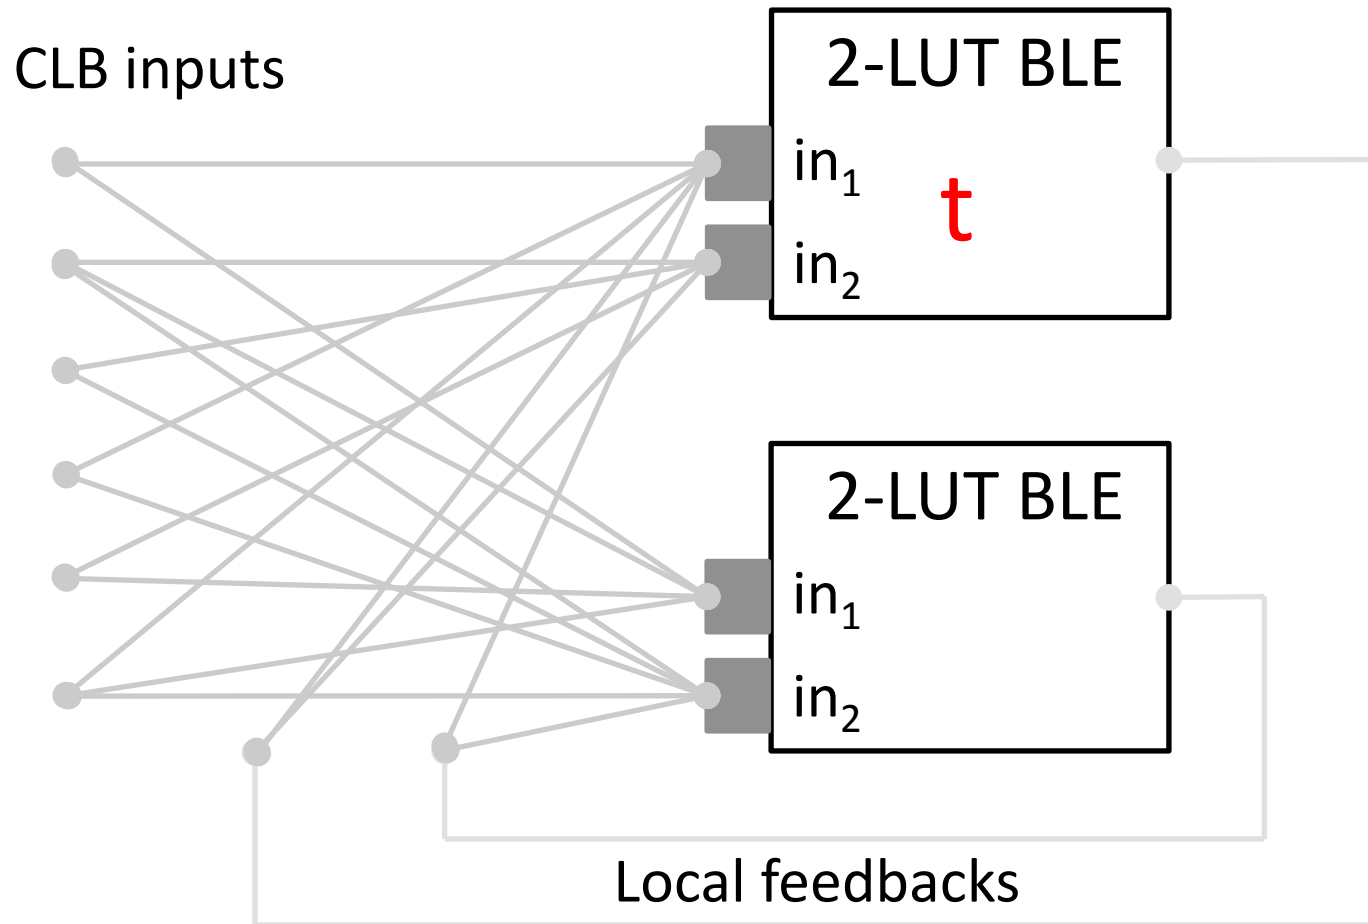 CLB inputs
2-LUT BLE
in₁
t
in₂
2-LUT BLE
in₁
in₂
Local feedbacks